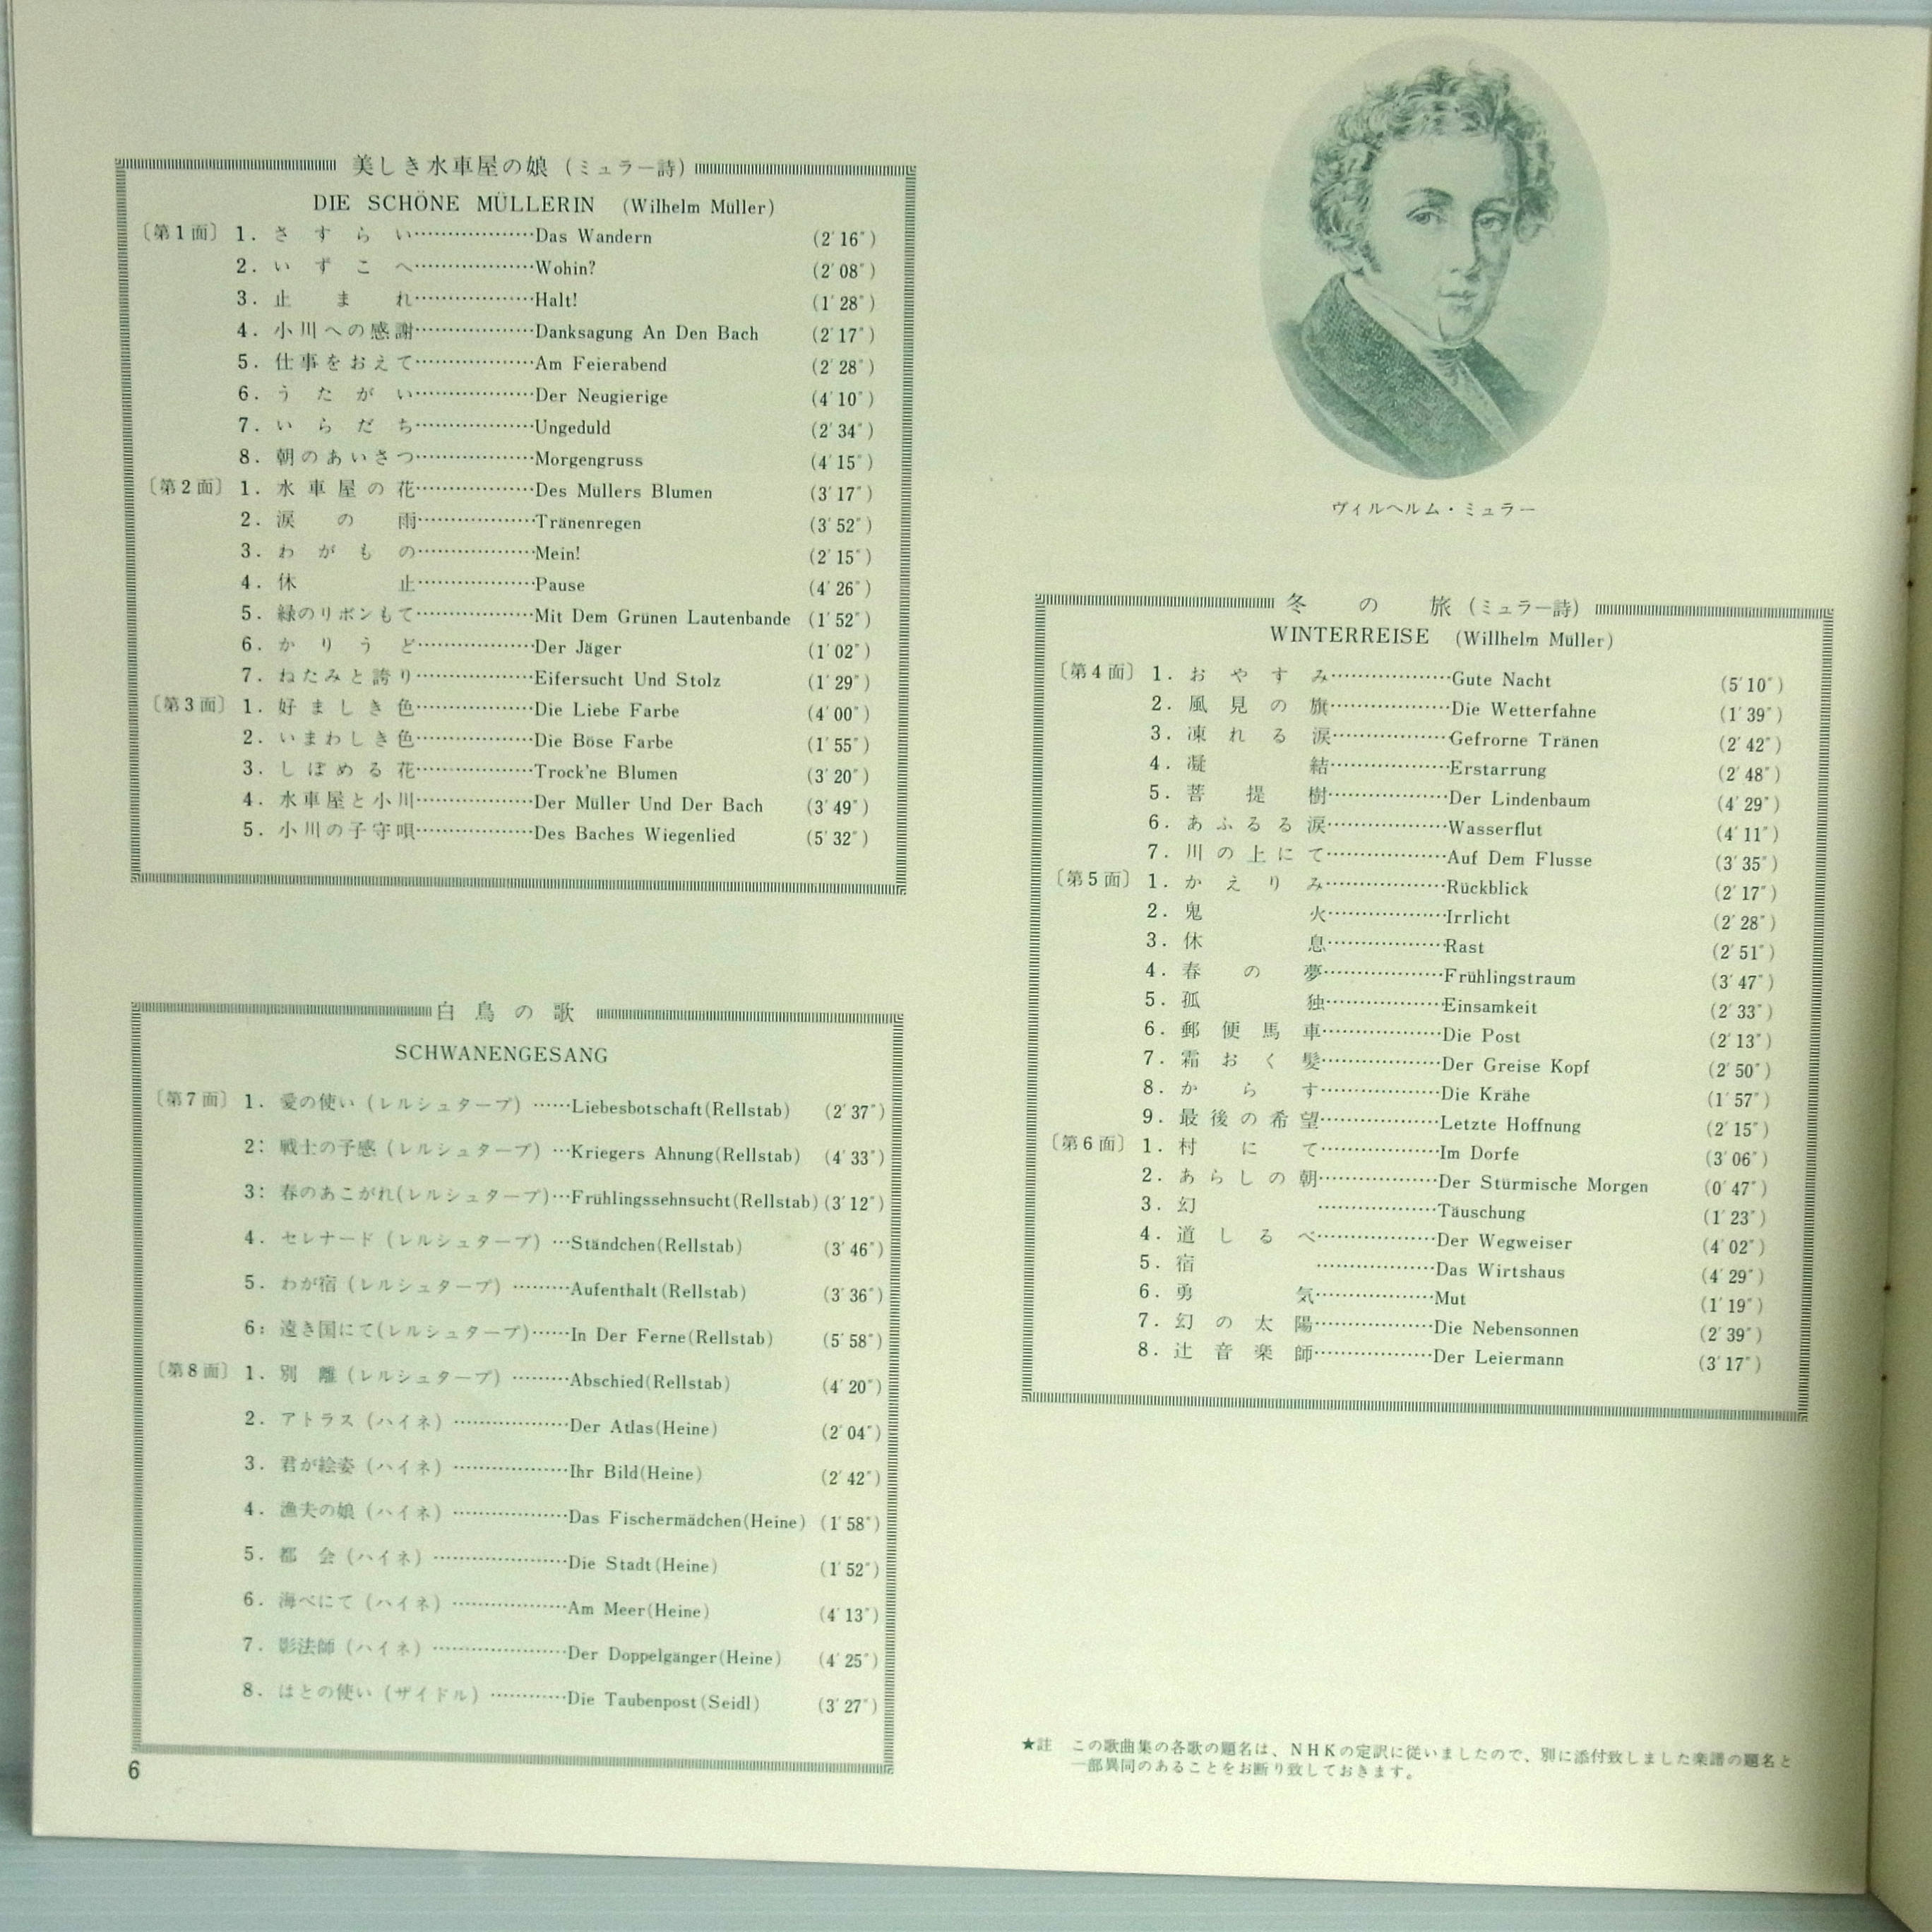 美しき水車屋の娘 (ミュラー詩)
DIE SCHÖNE MÜLLERIN (Wilhelm Müller)
〔第1面〕 1. さすらい………………Das Wandern (2′16″)
2. いずこへ………………Wohin? (2′08″)
3. 止まれ………………Halt! (1′28″)
4. 小川への感謝………………Danksagung An Den Bach (2′17″)
5. 仕事をおえて………………Am Feierabend (2′28″)
6. うたがい………………Der Neugierige (4′10″)
7. いらだち………………Ungeduld (2′34″)
8. 朝のあいさつ………………Morgengruss (4′15″)
〔第2面〕 1. 水車屋の花………………Des Müllers Blumen (3′17″)
2. 涙の雨………………Tränenregen (3′52″)
3. わがもの………………Mein! (2′15″)
4. 休止………………Pause (4′26″)
5. 緑のリボンもて………………Mit Dem Grünen Lautenbande (1′52″)
6. かりうど………………Der Jäger (1′02″)
7. ねたみと誇り………………Eifersucht Und Stolz (1′29″)
〔第3面〕 1. 好ましき色………………Die Liebe Farbe (4′00″)
2. いまわしき色………………Die Böse Farbe (1′55″)
3. しぼめる花………………Trock'ne Blumen (3′20″)
4. 水車屋と小川………………Der Müller Und Der Bach (3′49″)
5. 小川の子守唄………………Des Baches Wiegenlied (5′32″)
白鳥の歌
SCHWANENGESANG
〔第7面〕 1. 愛の使い (レルシュターブ) ……Liebesbotschaft(Rellstab) (2′37″)
2: 戦士の予感 (レルシュターブ) …Kriegers Ahnung(Rellstab) (4′33″)
3: 春のあこがれ(レルシュターブ)…Frühlingssehnsucht(Rellstab) (3′12″)
4. セレナード (レルシュターブ) …Ständchen(Rellstab) (3′46″)
5. わが宿 (レルシュターブ) ………Aufenthalt(Rellstab) (3′36″)
6: 遠き国にて(レルシュターブ)……In Der Ferne(Rellstab) (5′58″)
〔第8面〕 1. 別離 (レルシュターブ) ………Abschied(Rellstab) (4′20″)
2. アトラス (ハイネ) ………………Der Atlas(Heine) (2′04″)
3. 君が絵姿 (ハイネ) ………………Ihr Bild(Heine) (2′42″)
4. 漁夫の娘 (ハイネ) ………………Das Fischermädchen(Heine) (1′58″)
5. 都会 (ハイネ) …………………Die Stadt(Heine) (1′52″)
6. 海べにて (ハイネ) ………………Am Meer(Heine) (4′13″)
7. 影法師 (ハイネ) …………………Der Doppelgänger(Heine) (4′25″)
8. はとの使い (ザイドル) …………Die Taubenpost(Seidl) (3′27″)
6
ヴィルヘルム・ミュラー
冬の旅 (ミュラー詩)
WINTERREISE (Willhelm Müller)
〔第4面〕 1. おやすみ………………Gute Nacht (5′10″)
2. 風見の旗………………Die Wetterfahne (1′39″)
3. 凍れる涙………………Gefrorne Tränen (2′42″)
4. 凝結………………Erstarrung (2′48″)
5. 菩提樹………………Der Lindenbaum (4′29″)
6. あふるる涙………………Wasserflut (4′11″)
7. 川の上にて………………Auf Dem Flusse (3′35″)
〔第5面〕 1. かえりみ………………Rückblick (2′17″)
2. 鬼火………………Irrlicht (2′28″)
3. 休息………………Rast (2′51″)
4. 春の夢………………Frühlingstraum (3′47″)
5. 孤独………………Einsamkeit (2′33″)
6. 郵便馬車………………Die Post (2′13″)
7. 霜おく髪………………Der Greise Kopf (2′50″)
8. からす………………Die Krähe (1′57″)
9. 最後の希望………………Letzte Hoffnung (2′15″)
〔第6面〕 1. 村にて………………Im Dorfe (3′06″)
2. あらしの朝………………Der Stürmische Morgen (0′47″)
3. 幻………………Täuschung (1′23″)
4. 道しるべ………………Der Wegweiser (4′02″)
5. 宿………………Das Wirtshaus (4′29″)
6. 勇気………………Mut (1′19″)
7. 幻の太陽………………Die Nebensonnen (2′39″)
8. 辻音楽師………………Der Leiermann (3′17″)
★註 この歌曲集の各歌の題名は、NHKの定訳に従いましたので、別に添付致しました楽譜の題名と
一部異同のあることをお断り致しておきます。